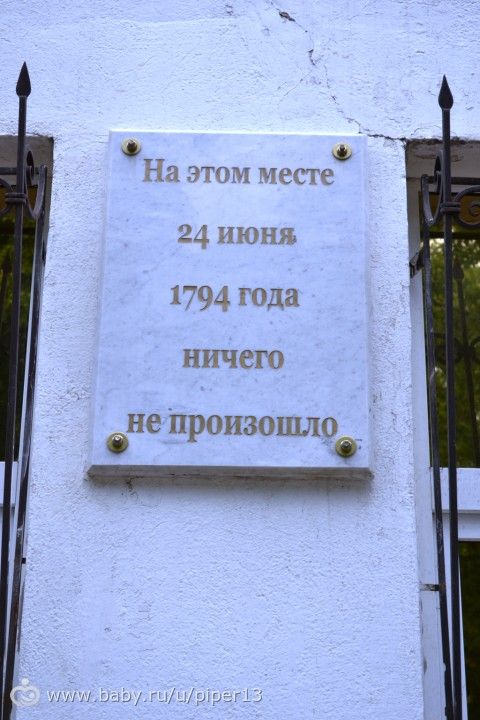 На этом месте
24 июня
1794 года
ничего
не произошло
www.baby.ru/u/piper13